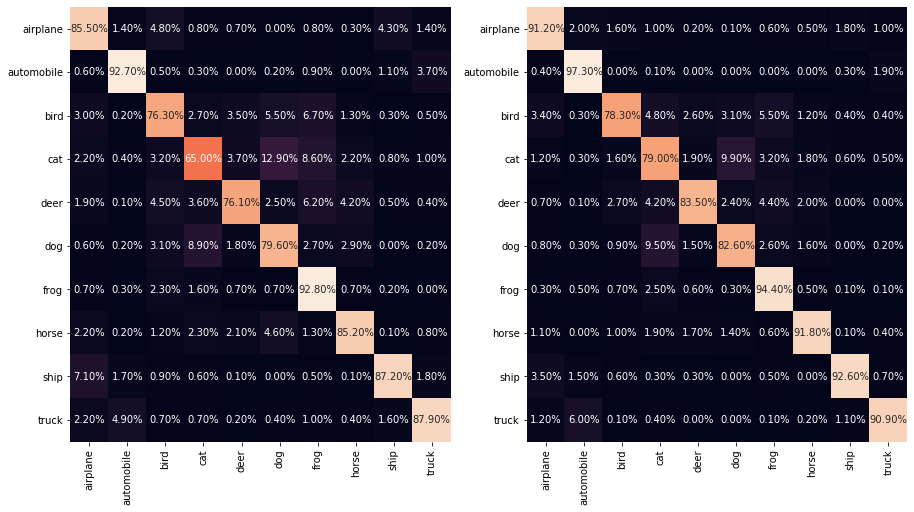 airplane 85.50% 1.40% 4.80% 0.80% 0.70% 0.00% 0.80% 0.30% 4.30% 1.40%
automobile 0.60% 92.70% 0.50% 0.30% 0.00% 0.20% 0.90% 0.00% 1.10% 3.70%
bird 3.00% 0.20% 76.30% 2.70% 3.50% 5.50% 6.70% 1.30% 0.30% 0.50%
cat 2.20% 0.40% 3.20% 65.00% 3.70% 12.90% 8.60% 2.20% 0.80% 1.00%
deer 1.90% 0.10% 4.50% 3.60% 76.10% 2.50% 6.20% 4.20% 0.50% 0.40%
dog 0.60% 0.20% 3.10% 8.90% 1.80% 79.60% 2.70% 2.90% 0.00% 0.20%
frog 0.70% 0.30% 2.30% 1.60% 0.70% 0.70% 92.80% 0.70% 0.20% 0.00%
horse 2.20% 0.20% 1.20% 2.30% 2.10% 4.60% 1.30% 85.20% 0.10% 0.80%
ship 7.10% 1.70% 0.90% 0.60% 0.10% 0.00% 0.50% 0.10% 87.20% 1.80%
truck 2.20% 4.90% 0.70% 0.70% 0.20% 0.40% 1.00% 0.40% 1.60% 87.90%
airplane automobile bird cat deer dog frog horse ship truck
airplane 91.20% 2.00% 1.60% 1.00% 0.20% 0.10% 0.60% 0.50% 1.80% 1.00%
automobile 0.40% 97.30% 0.00% 0.10% 0.00% 0.00% 0.00% 0.00% 0.30% 1.90%
bird 3.40% 0.30% 78.30% 4.80% 2.60% 3.10% 5.50% 1.20% 0.40% 0.40%
cat 1.20% 0.30% 1.60% 79.00% 1.90% 9.90% 3.20% 1.80% 0.60% 0.50%
deer 0.70% 0.10% 2.70% 4.20% 83.50% 2.40% 4.40% 2.00% 0.00% 0.00%
dog 0.80% 0.30% 0.90% 9.50% 1.50% 82.60% 2.60% 1.60% 0.00% 0.20%
frog 0.30% 0.50% 0.70% 2.50% 0.60% 0.30% 94.40% 0.50% 0.10% 0.10%
horse 1.10% 0.00% 1.00% 1.90% 1.70% 1.40% 0.60% 91.80% 0.10% 0.40%
ship 3.50% 1.50% 0.60% 0.30% 0.30% 0.00% 0.50% 0.00% 92.60% 0.70%
truck 1.20% 6.00% 0.10% 0.40% 0.00% 0.00% 0.10% 0.20% 1.10% 90.90%
airplane automobile bird cat deer dog frog horse ship truck